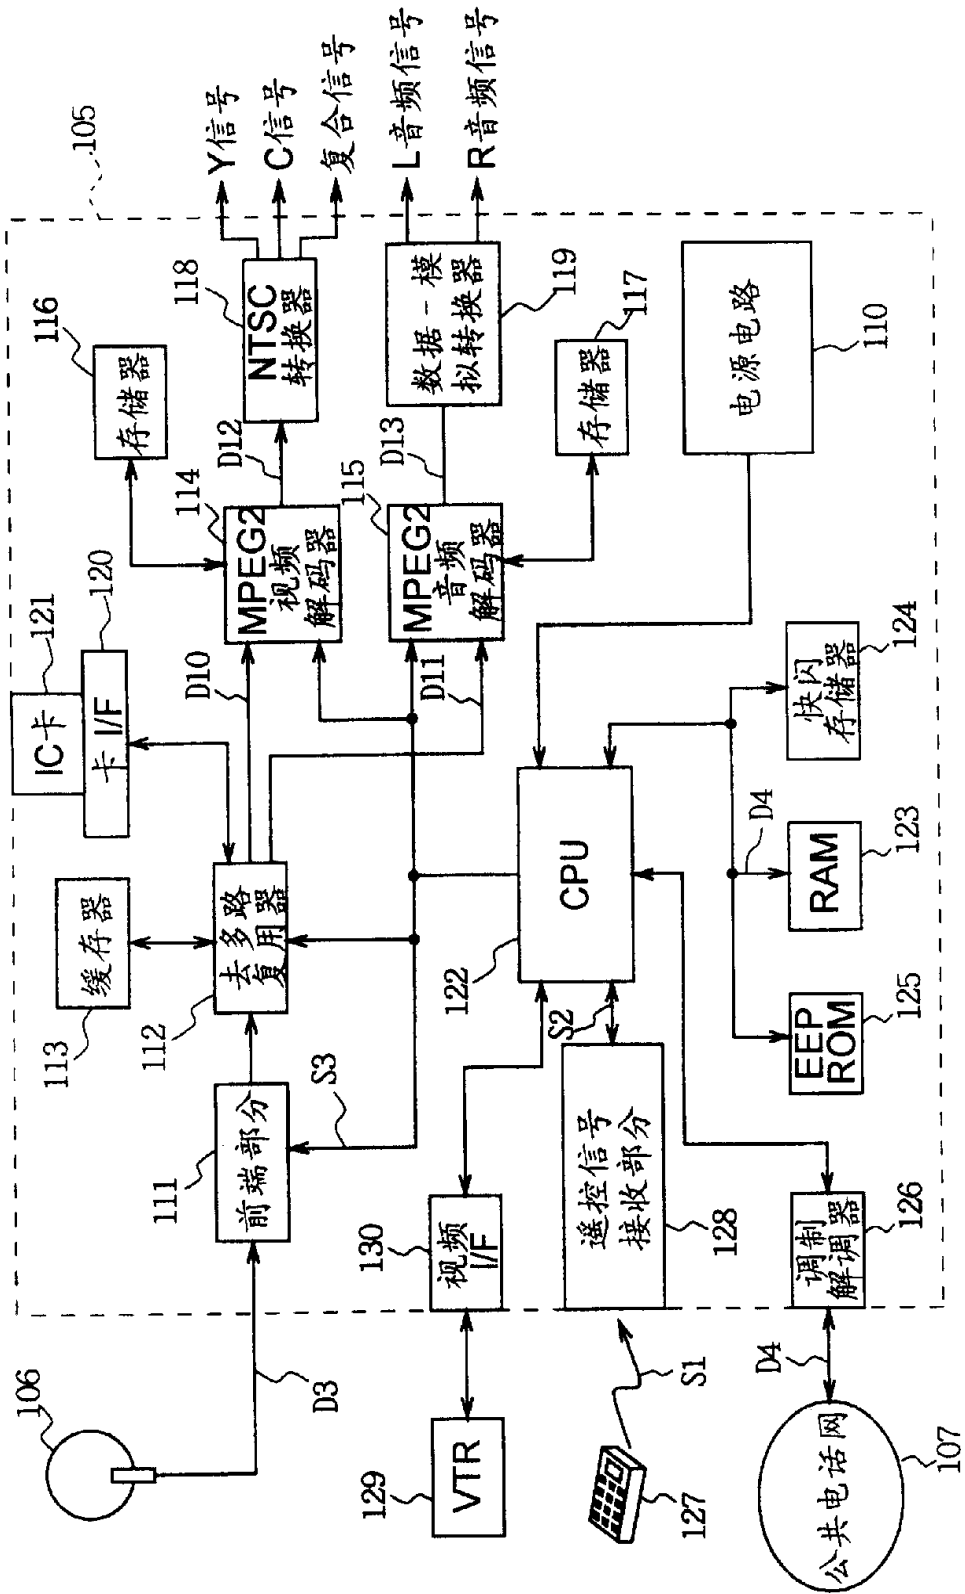 105
Y信号
C信号
复合信号
L音频信号
R音频信号
106
D3
111
前端部分
S3
113
缓存器
112
去多路
复用器
121
IC卡
120
卡 I/F
D10
D11
116
存储器
114
MPEG2
视频
解码器
D12
118
NTSC
转换器
115
MPEG2
音频
解码器
D13
数据-模
拟转换器
119
117
存储器
电源电路
110
129
VTR
130
视频
I/F
127
S1
遥控信号
接收部分
128
S2
122
CPU
D4
快闪
存储器
124
RAM
123
EEP
ROM
125
调制
解调器
126
D4
公共电话网
107